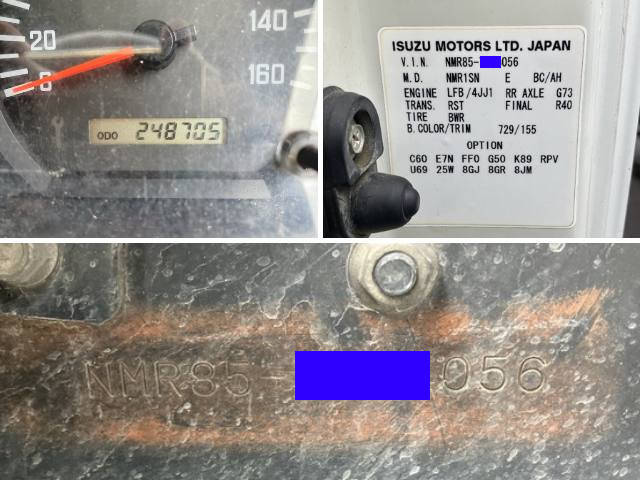 20
0
140
160
ODO 248705
ISUZU MOTORS LTD. JAPAN
V.I.N. NMR85- 056
M.D. NMR1SN E BC/AH
ENGINE LFB/4JJ1 RR AXLE G73
TRANS. RST FINAL R40
TIRE BWR
B.COLOR/TRIM 729/155
OPTION
C60 E7N FF0 G50 K89 RPV
U69 25W 8GJ 8GR 8JM
NMR85- 056